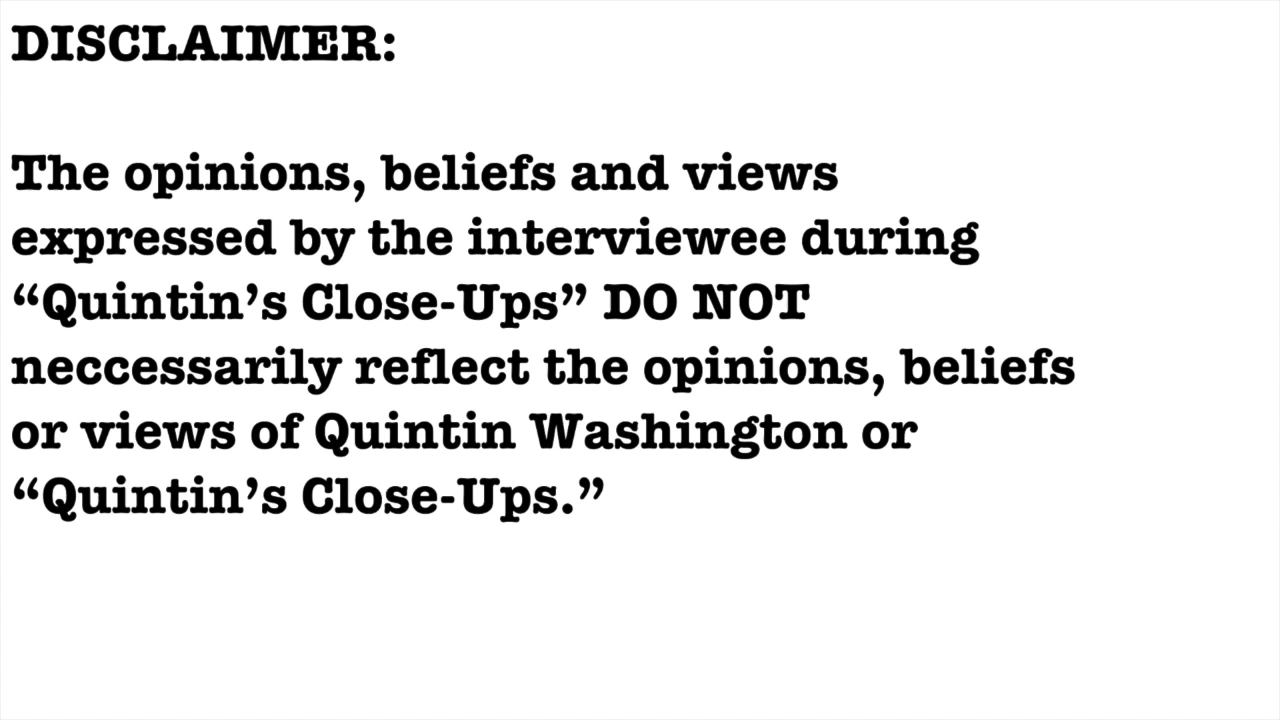 DISCLAIMER:
The opinions, beliefs and views
expressed by the interviewee during
“Quintin’s Close-Ups” DO NOT
neccessarily reflect the opinions, beliefs
or views of Quintin Washington or
“Quintin’s Close-Ups.”